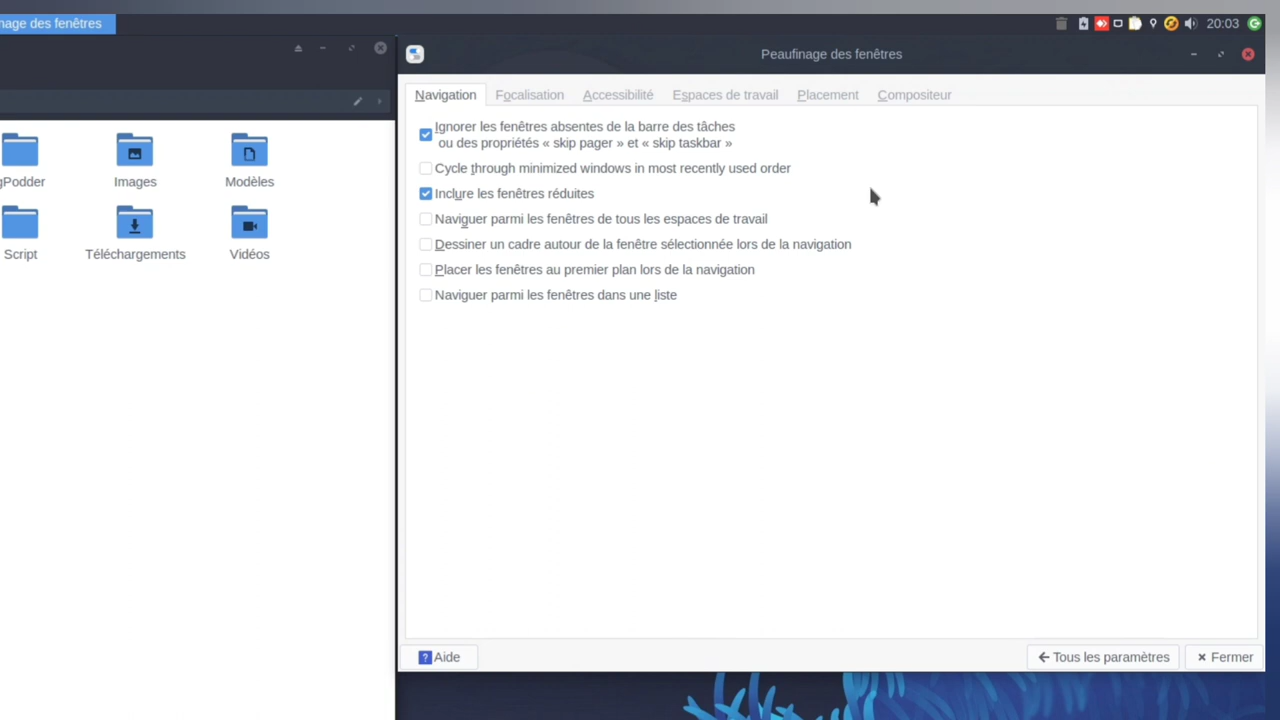 nage des fenêtres
20:03
Peaufinage des fenêtres
Navigation
Focalisation
Accessibilité
Espaces de travail
Placement
Compositeur
gPodder
Images
Modèles
Script
Téléchargements
Vidéos
Ignorer les fenêtres absentes de la barre des tâches
ou des propriétés « skip pager » et « skip taskbar »
Cycle through minimized windows in most recently used order
Inclure les fenêtres réduites
Naviguer parmi les fenêtres de tous les espaces de travail
Dessiner un cadre autour de la fenêtre sélectionnée lors de la navigation
Placer les fenêtres au premier plan lors de la navigation
Naviguer parmi les fenêtres dans une liste
? Aide
Tous les paramètres
Fermer